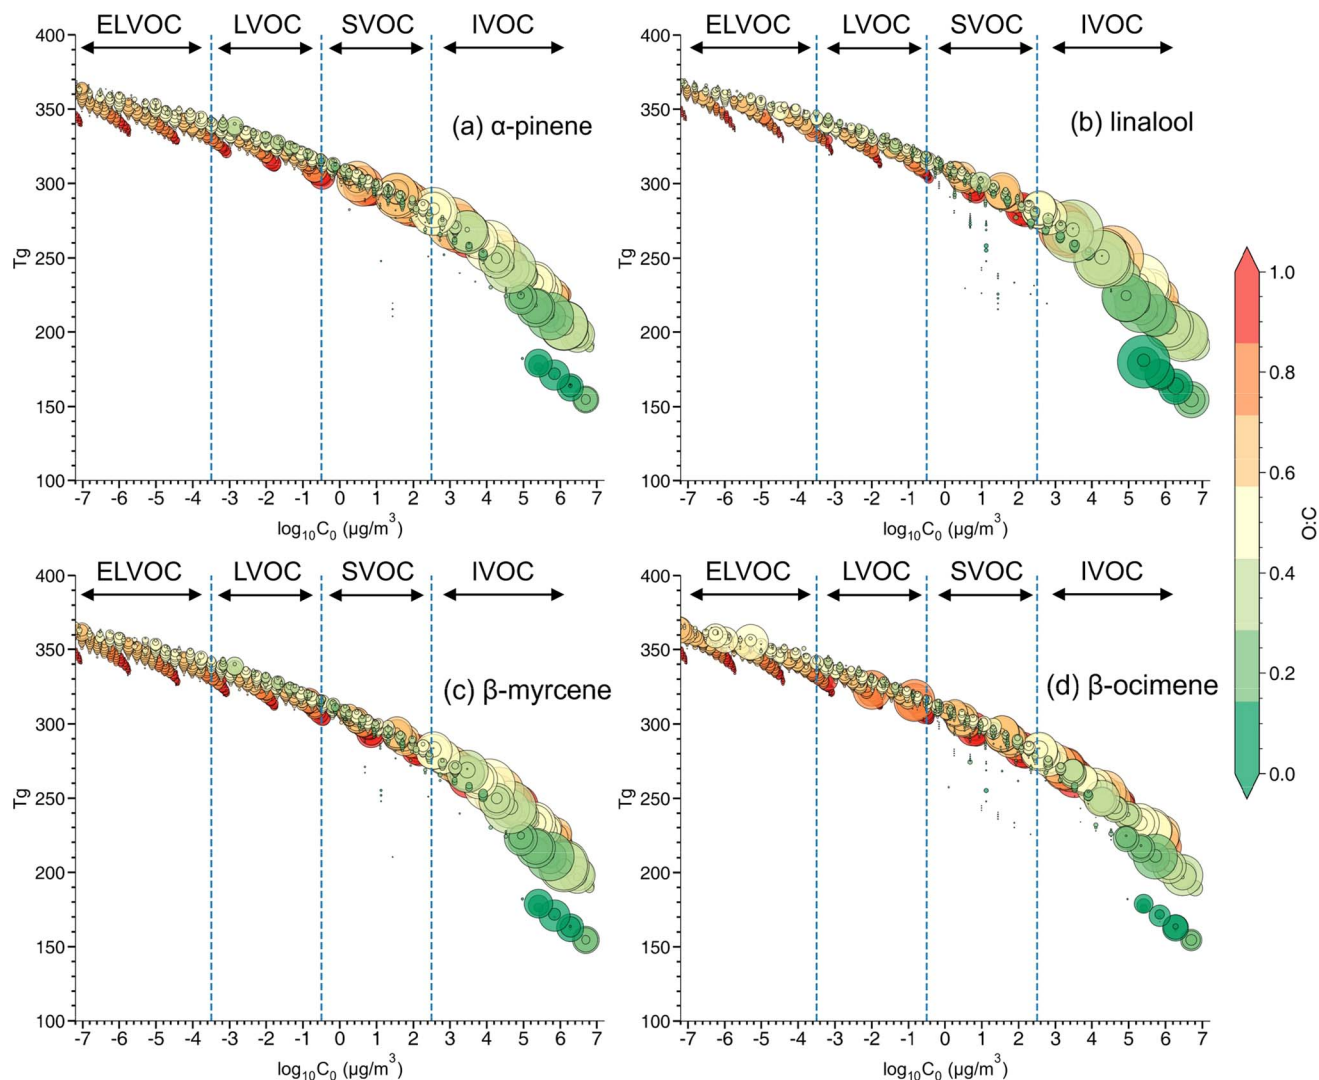 ELVOC LVOC SVOC IVOC
400
350
300
250
200
150
100
Tg
(a) α-pinene
-7 -6 -5 -4 -3 -2 -1 0 1 2 3 4 5 6 7
log10C0 (μg/m3)
ELVOC LVOC SVOC IVOC
400
350
300
250
200
150
100
Tg
(b) linalool
-7 -6 -5 -4 -3 -2 -1 0 1 2 3 4 5 6 7
log10C0 (μg/m3)
ELVOC LVOC SVOC IVOC
400
350
300
250
200
150
100
Tg
(c) β-myrcene
-7 -6 -5 -4 -3 -2 -1 0 1 2 3 4 5 6 7
log10C0 (μg/m3)
ELVOC LVOC SVOC IVOC
400
350
300
250
200
150
100
Tg
(d) β-ocimene
-7 -6 -5 -4 -3 -2 -1 0 1 2 3 4 5 6 7
log10C0 (μg/m3)
1.0
0.8
0.6
0.4
0.2
0.0
O:C